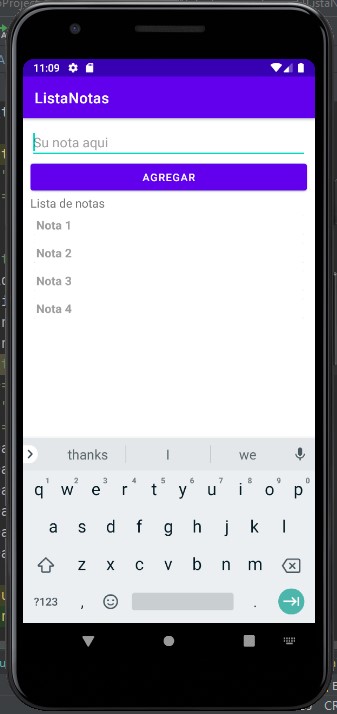 11:09
ListaNotas
Su nota aqui
AGREGAR
Lista de notas
Nota 1
Nota 2
Nota 3
Nota 4
thanks I we
q1 w2 e3 r4 t5 y6 u7 i8 o9 p0
a s d f g h j k l
z x c v b n m
?123 , .